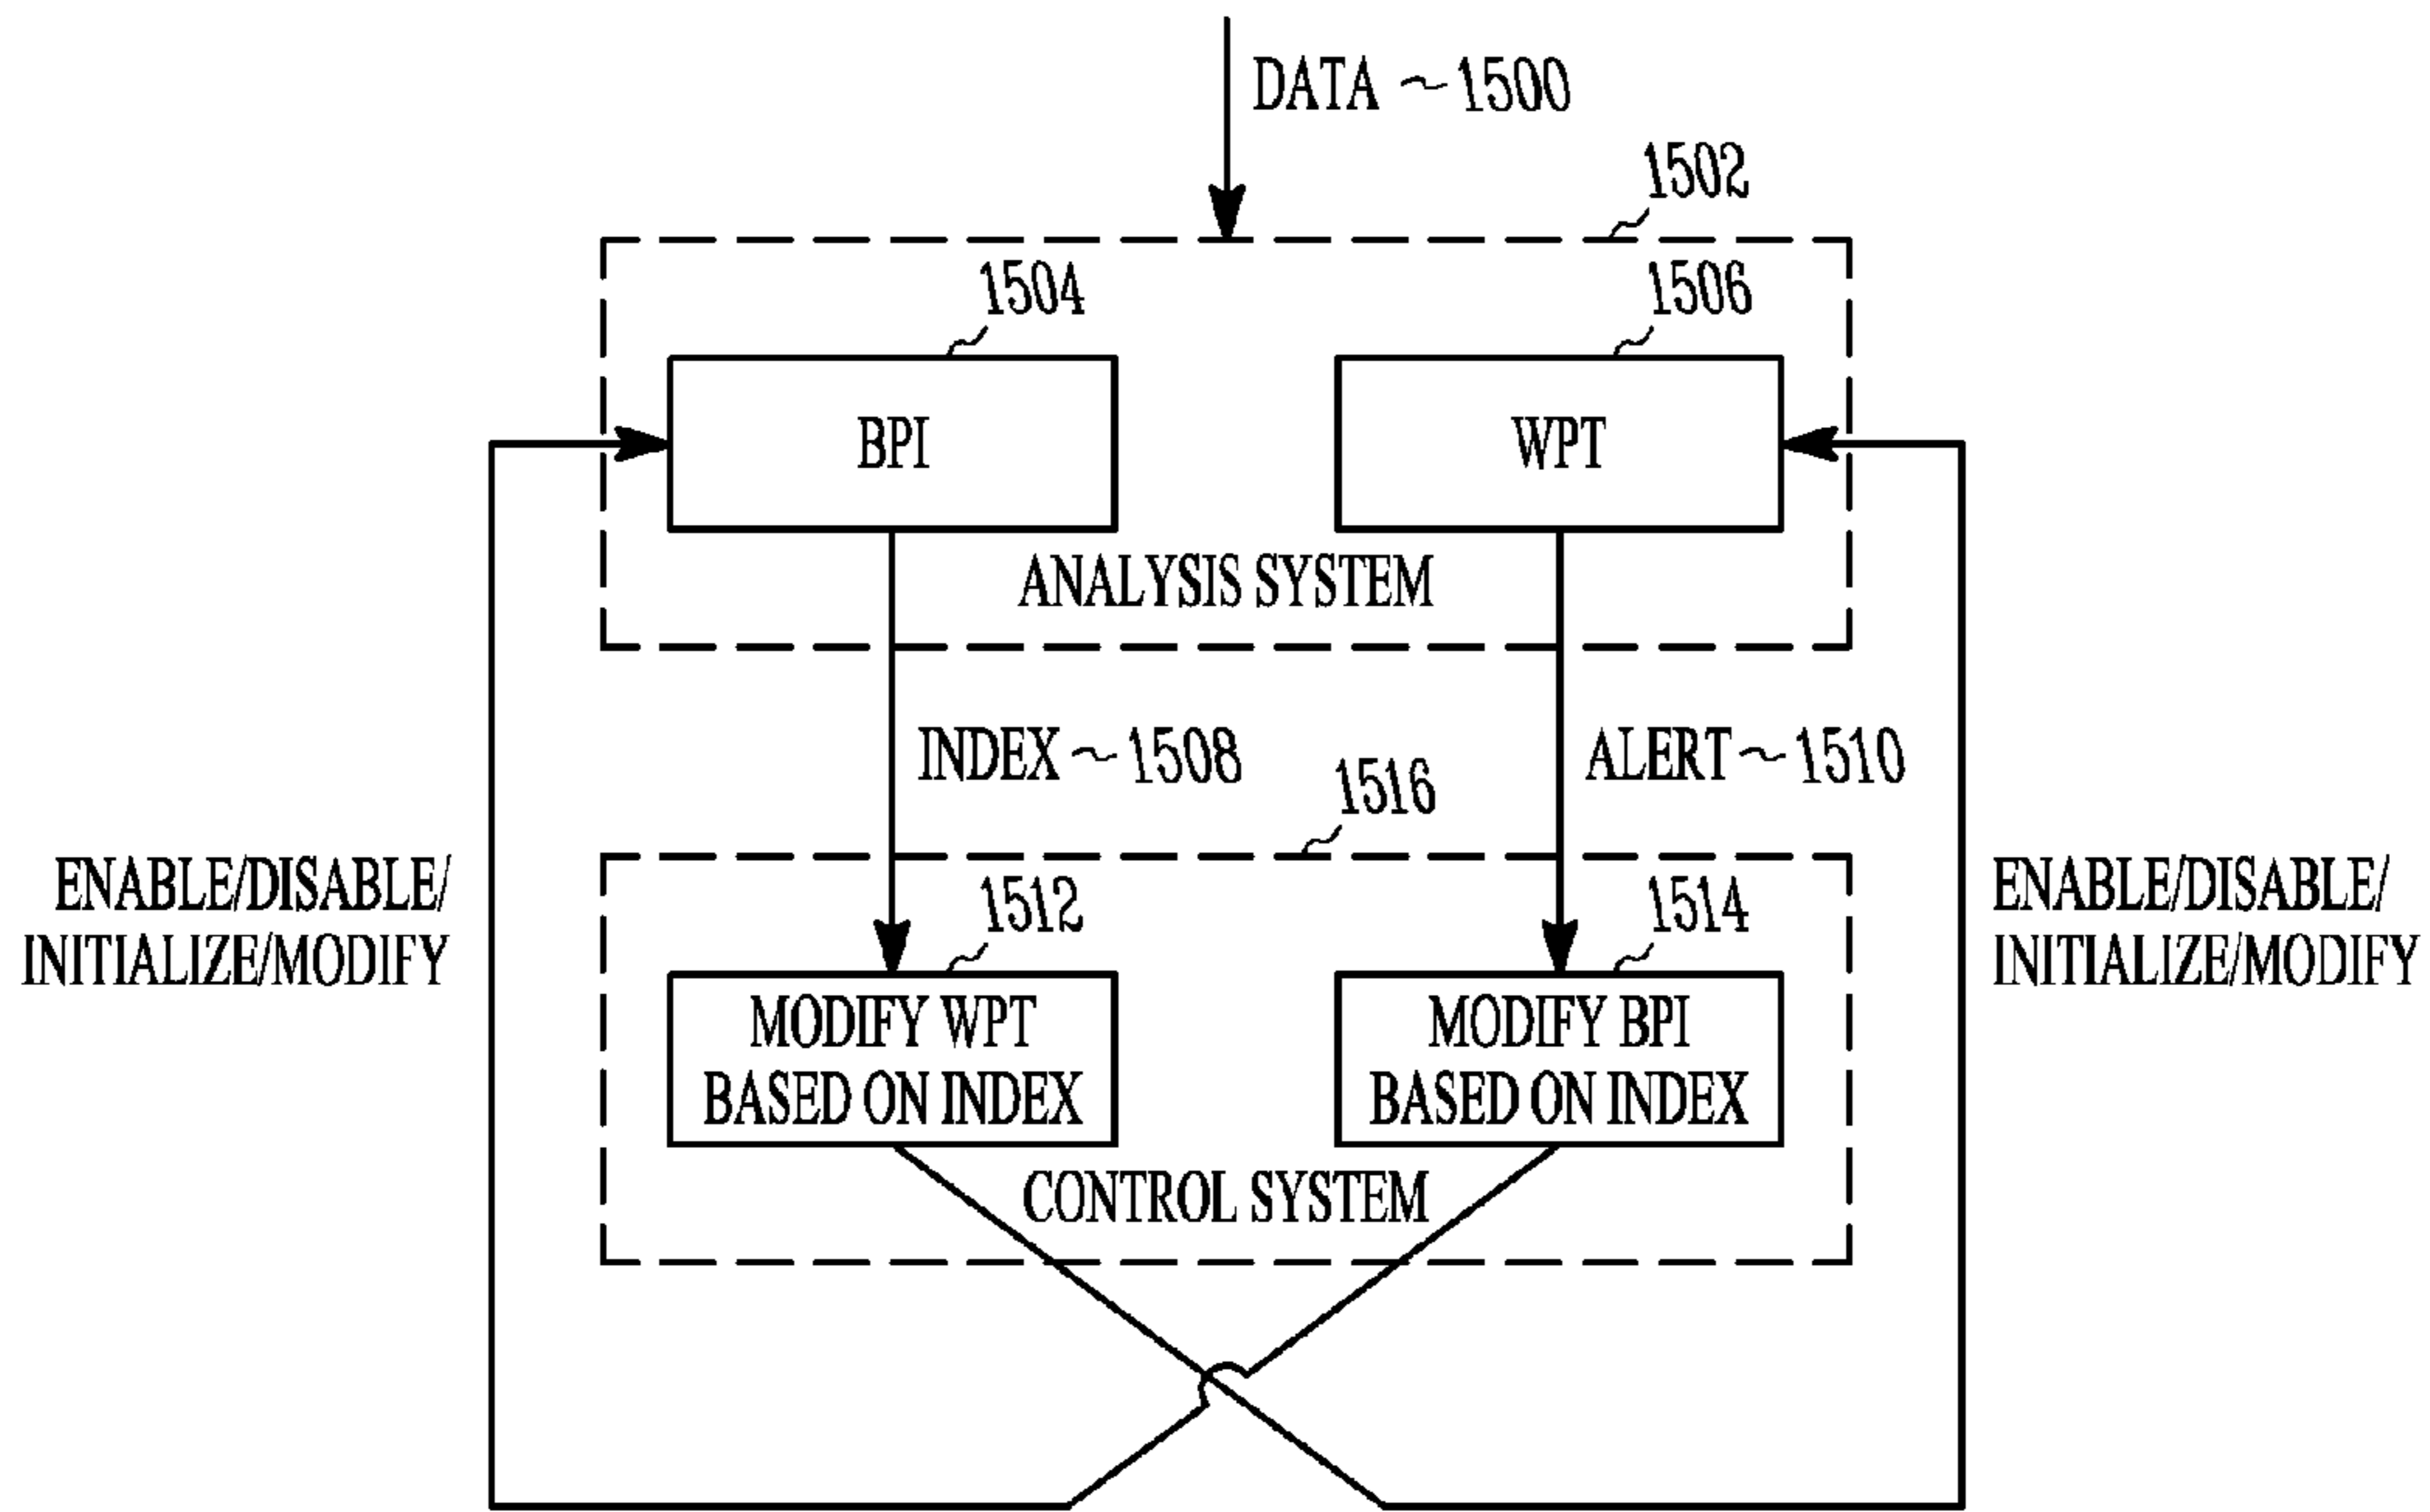 DATA ~1500
1502
1504
1506
BPI
WPT
ANALYSIS SYSTEM
INDEX ~1508
ALERT ~1510
1516
ENABLE/DISABLE/
INITIALIZE/MODIFY
1512
1514
ENABLE/DISABLE/
INITIALIZE/MODIFY
MODIFY WPT
BASED ON INDEX
MODIFY BPI
BASED ON INDEX
CONTROL SYSTEM